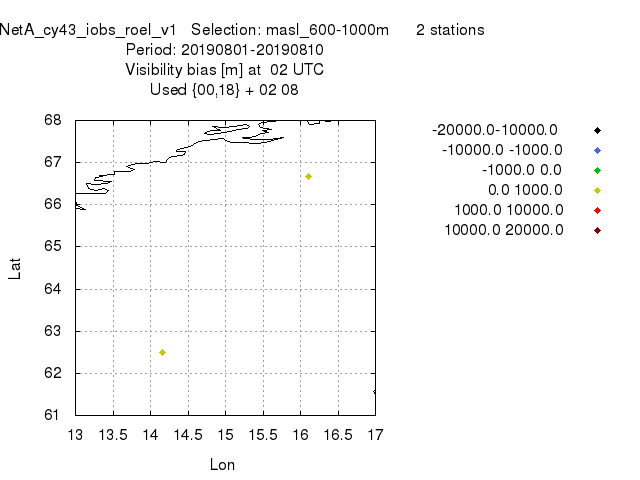 NetA_cy43_iobs_roel_v1 Selection: masl_600-1000m 2 stations
Period: 20190801-20190810
Visibility bias [m] at 02 UTC
Used {00,18} + 02 08
-20000.0-10000.0
-10000.0 -1000.0
-1000.0 0.0
0.0 1000.0
1000.0 10000.0
10000.0 20000.0
68
67
66
65
64
63
62
61
Lat
13 13.5 14 14.5 15 15.5 16 16.5 17
Lon